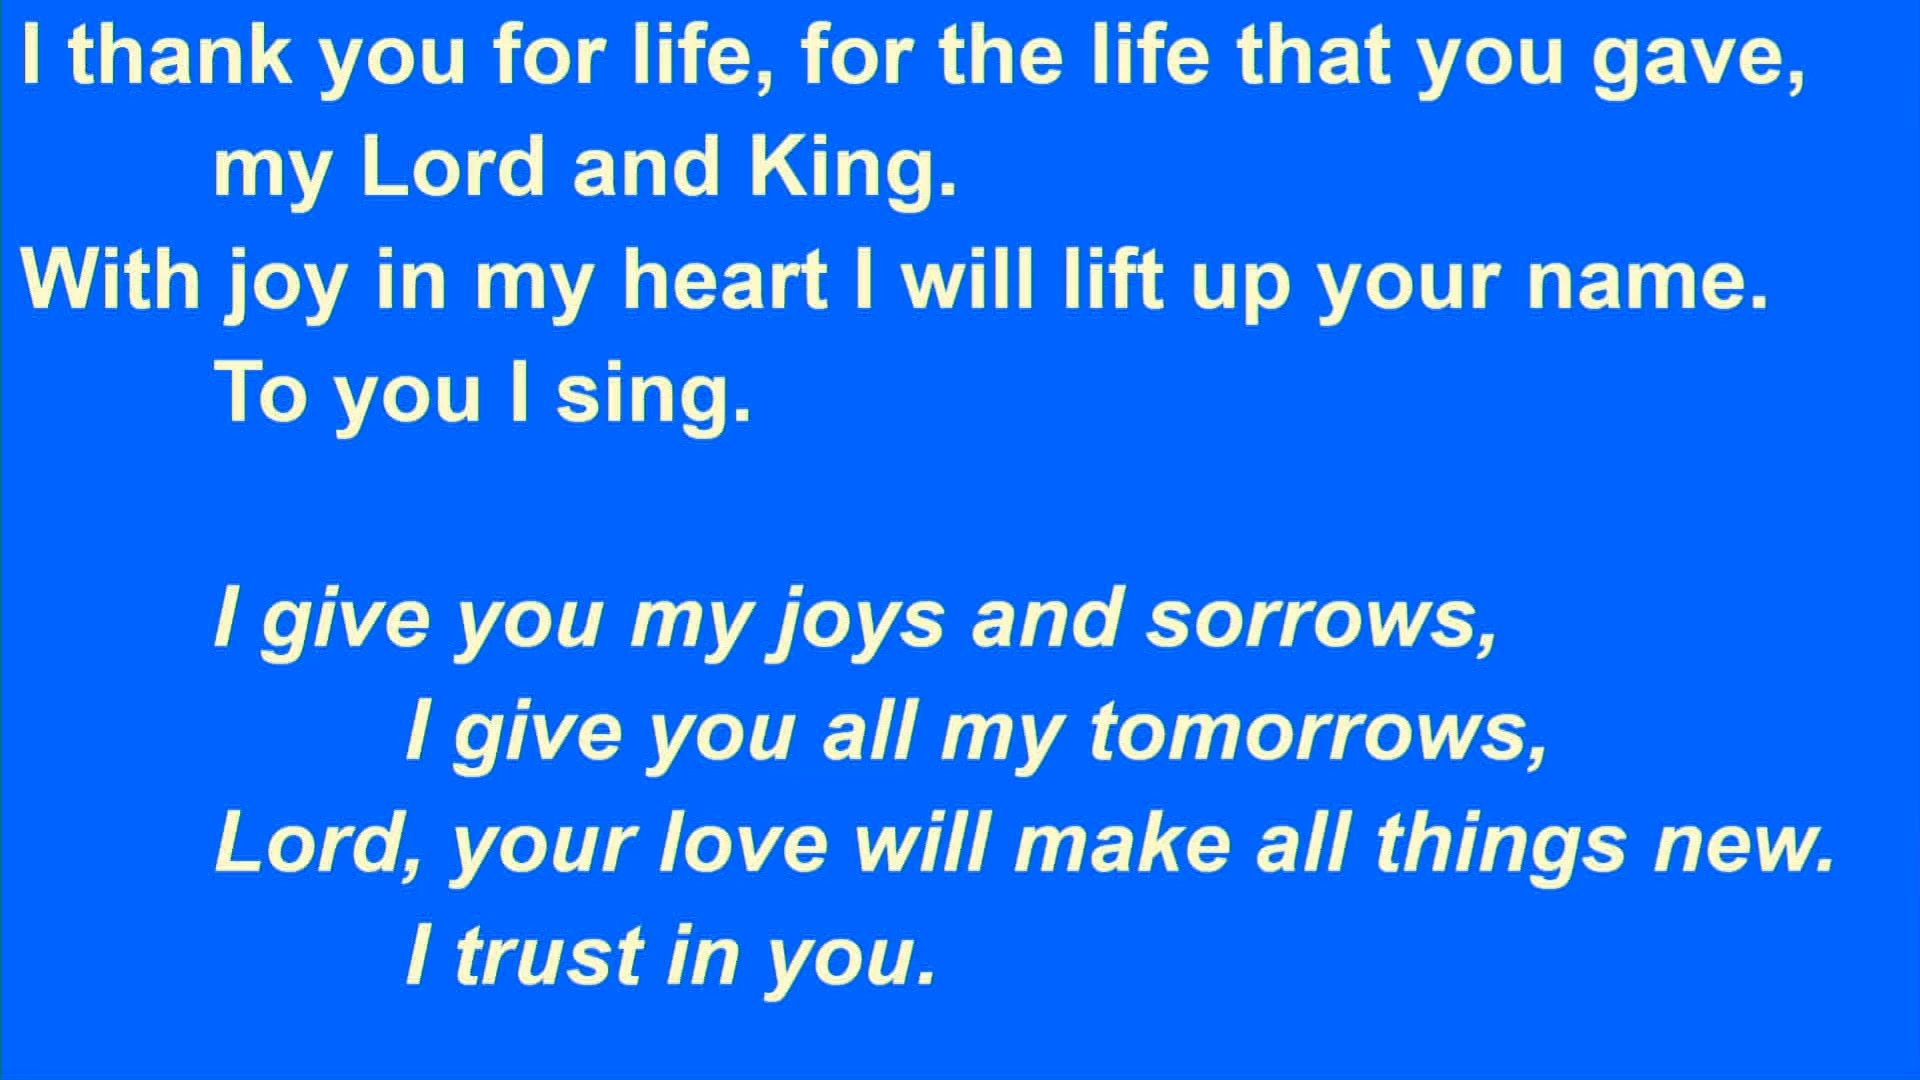 I thank you for life, for the life that you gave,
my Lord and King.
With joy in my heart I will lift up your name.
To you I sing.
I give you my joys and sorrows,
I give you all my tomorrows,
Lord, your love will make all things new.
I trust in you.